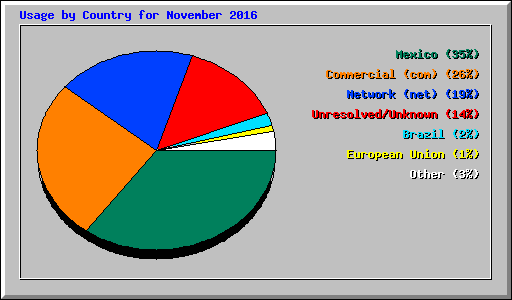 Usage by Country for November 2016
Mexico (35%)
Commercial (com) (26%)
Network (net) (19%)
Unresolved/Unknown (14%)
Brazil (2%)
European Union (1%)
Other (3%)